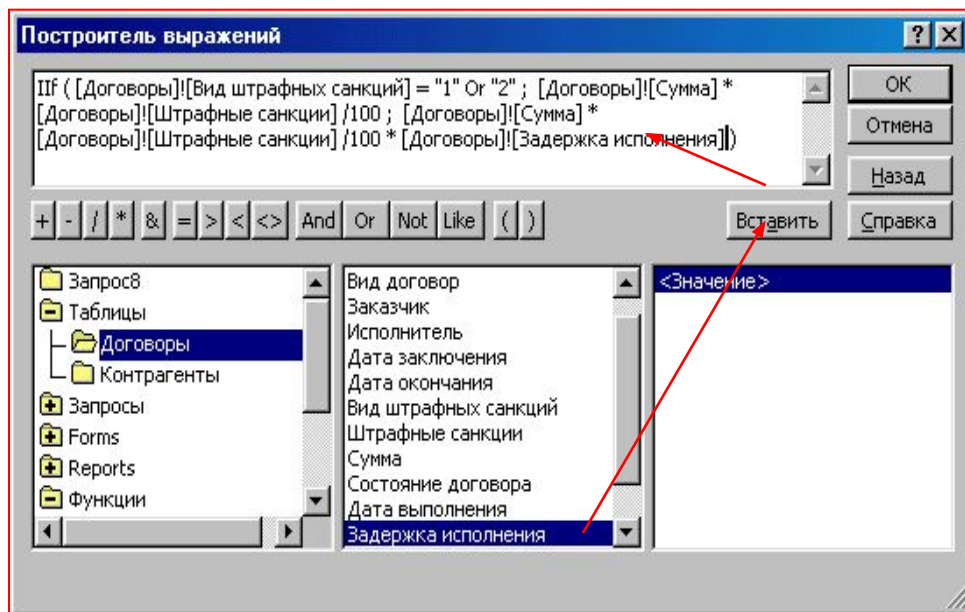 Построитель выражений
IIf ( [Договоры]![Вид штрафных санкций] = "1" Or "2" ; [Договоры]![Сумма] *
[Договоры]![Штрафные санкции] /100 ; [Договоры]![Сумма] *
[Договоры]![Штрафные санкции] /100 * [Договоры]![Задержка исполнения])
ОК
Отмена
Назад
+ - / * & = > < <> And Or Not Like ( ) Вставить Справка
Запрос8
Таблицы
Договоры
Контрагенты
Запросы
Forms
Reports
Функции
Вид договор
Заказчик
Исполнитель
Дата заключения
Дата окончания
Вид штрафных санкций
Штрафные санкции
Сумма
Состояние договора
Дата выполнения
Задержка исполнения
<Значение>